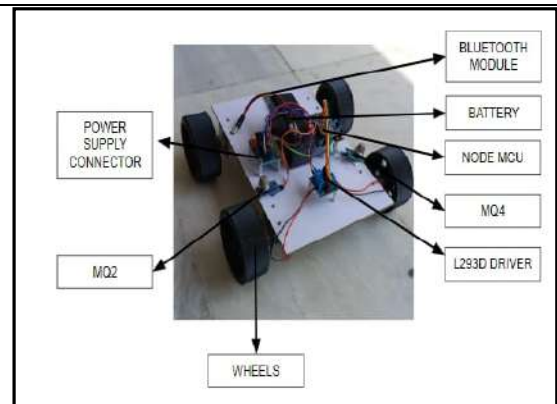 BLUETOOTH
MODULE
BATTERY
POWER
SUPPLY
CONNECTOR
NODE MCU
MQ4
MQ2
L293D DRIVER
WHEELS